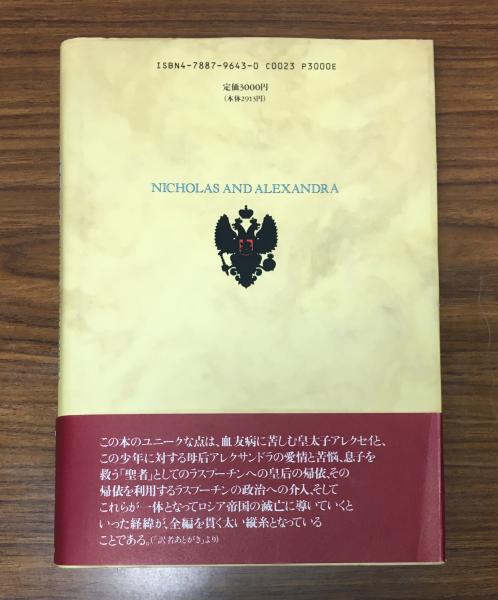 ISBN4-7887-9643-0 C0023 P3000E
定価3000円
(本体2913円)
NICHOLAS AND ALEXANDRA
この本のユニークな点は、血友病に苦しむ皇太子アレクセイと、
この少年に対する母后アレクサンドラの愛情と苦悩、息子を
救う「聖者」としてのラスプーチンへの皇后の帰依、その
帰依を利用するラスプーチンの政治への介入、そして
これらが一体となってロシア帝国の滅亡に導いていくと
いった経緯が、全編を貫く太い縦糸となっている
ことである。(「訳者あとがき」より)